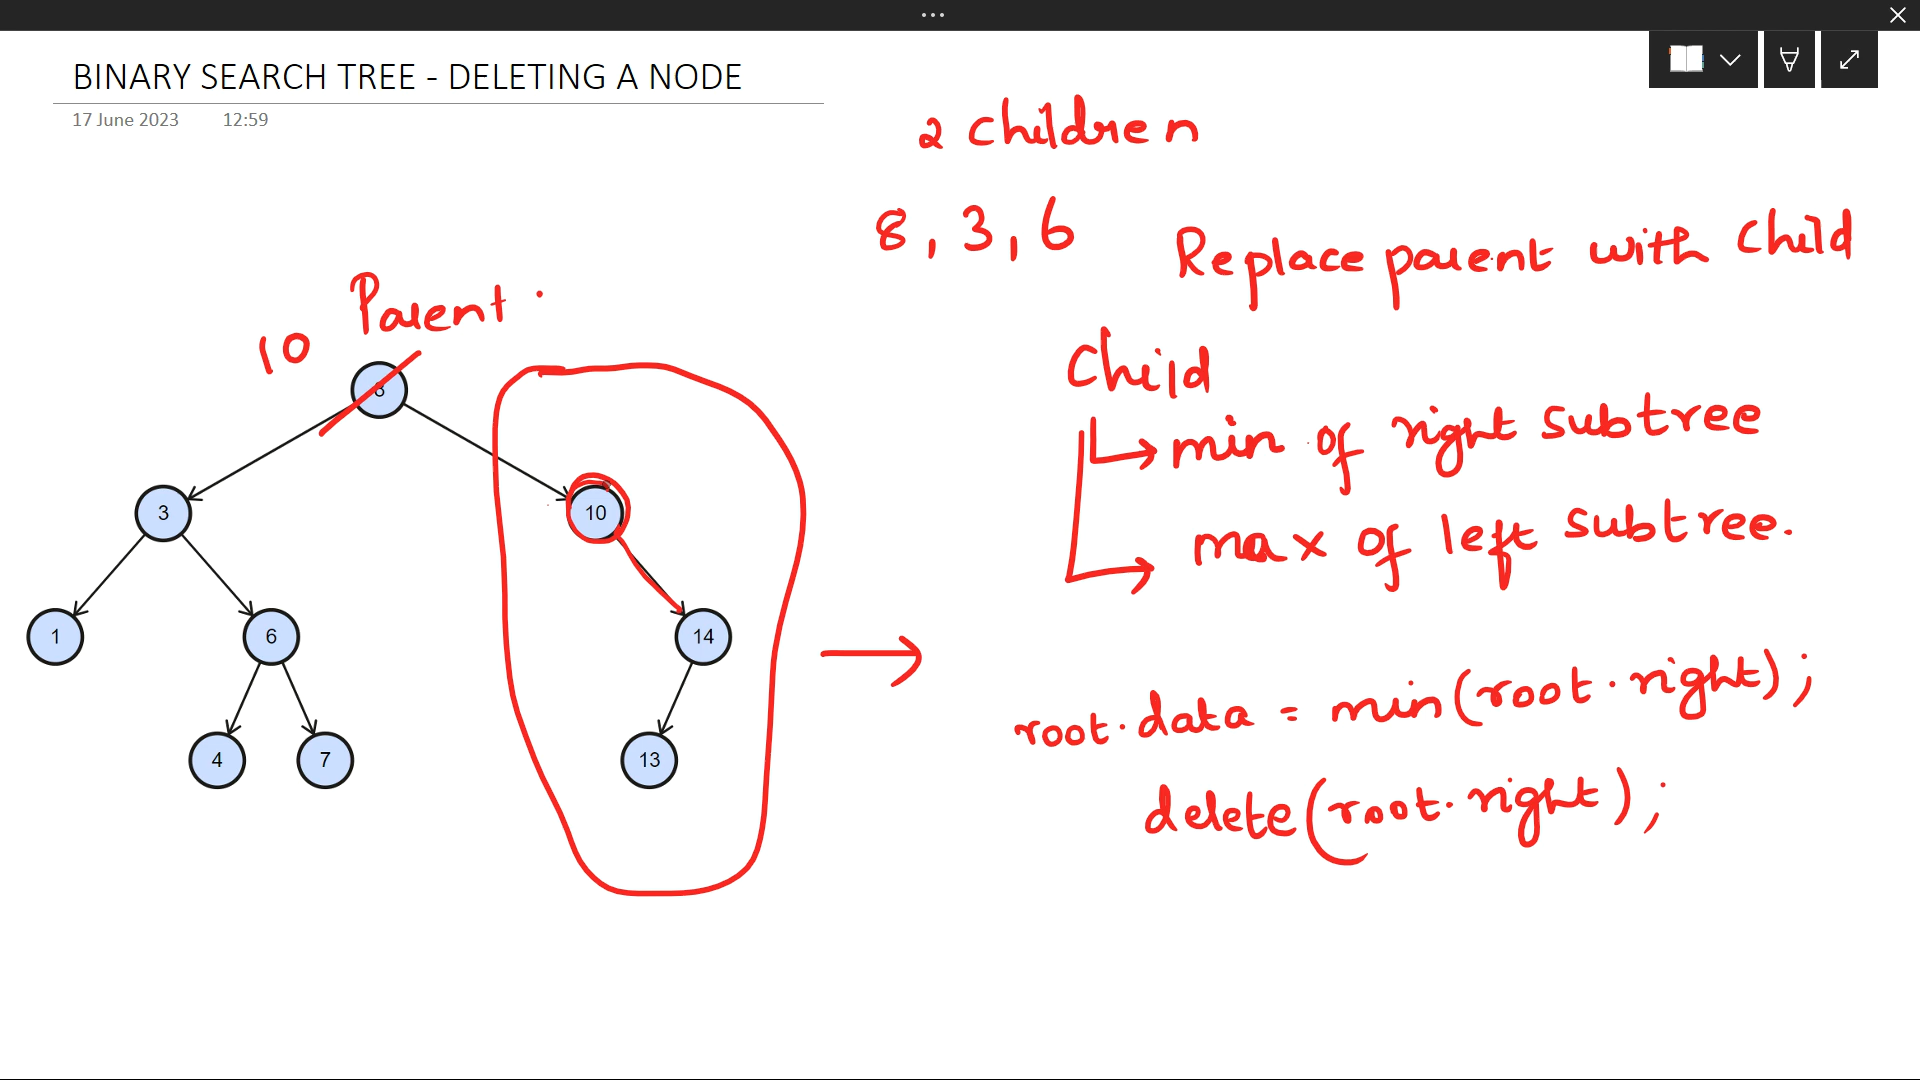 BINARY SEARCH TREE - DELETING A NODE
17 June 2023 12:59
2 children
8, 3, 6
Replace parent with child
Parent
10
8
Child
min of right subtree
max of left subtree.
3
10
1
6
14
root.data = min(root.right);
4
7
13
delete(root.right);